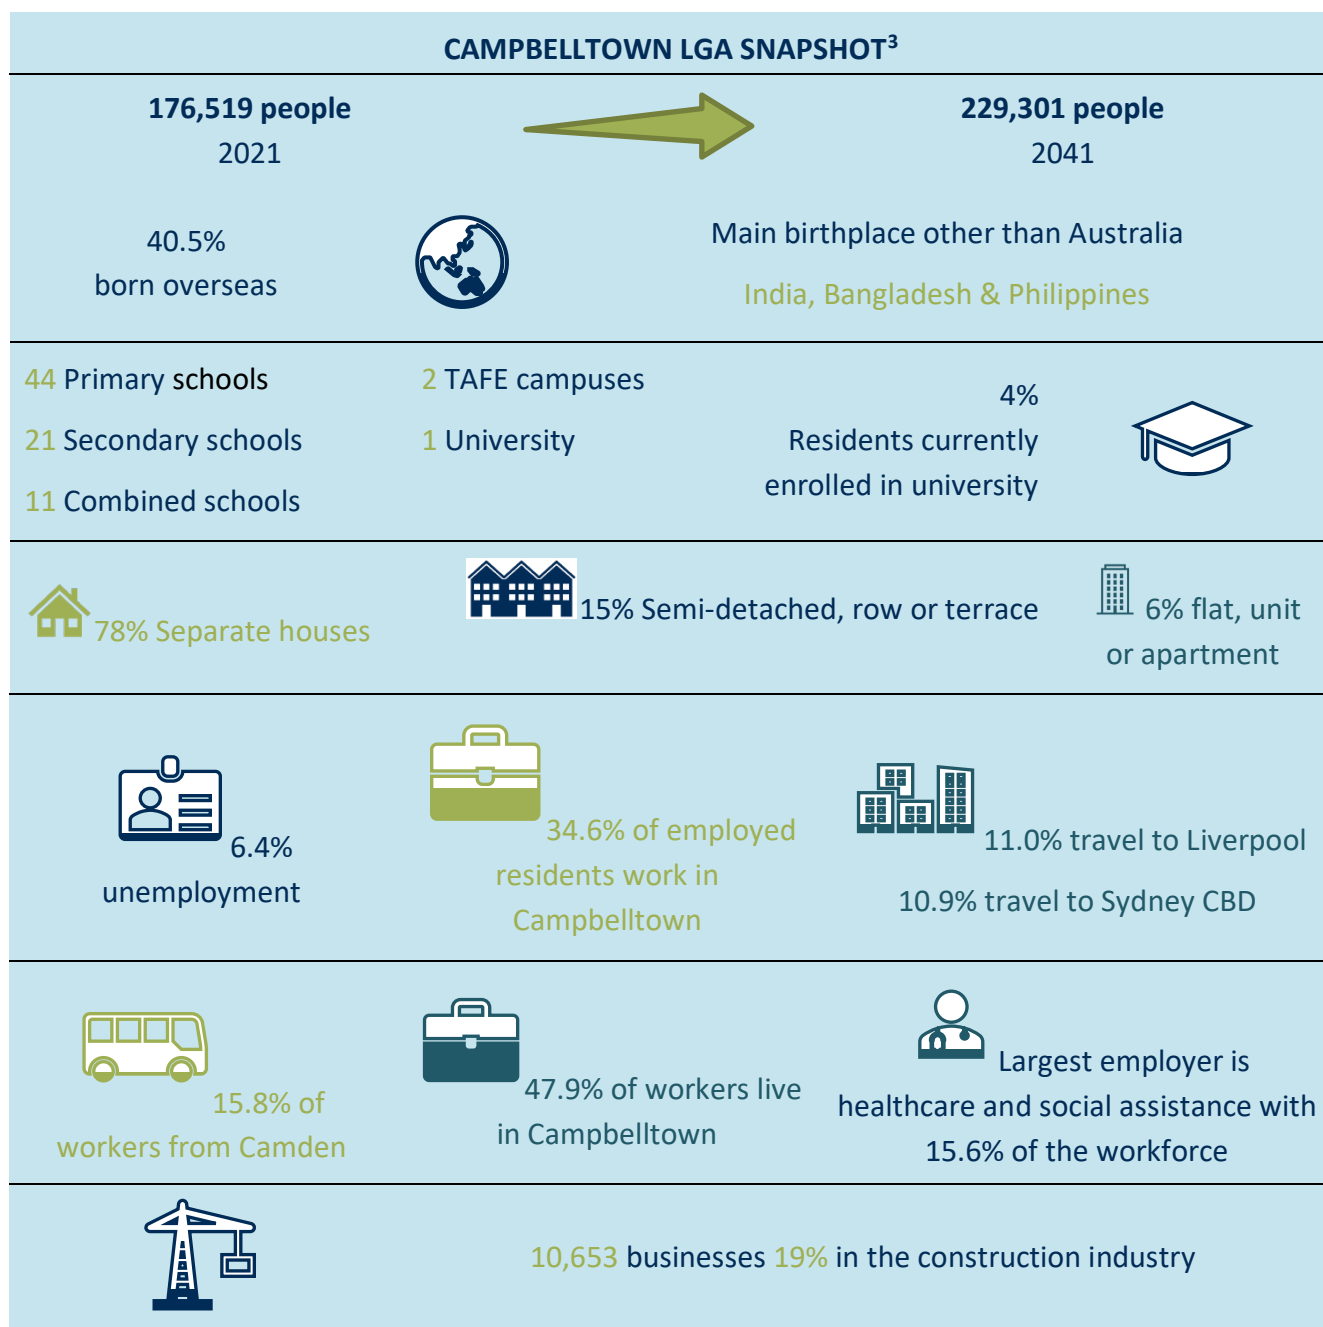 CAMPBELLTOWN LGA SNAPSHOT³
176,519 people
2021
229,301 people
2041
40.5%
born overseas
Main birthplace other than Australia
India, Bangladesh & Philippines
44 Primary schools
21 Secondary schools
11 Combined schools
2 TAFE campuses
1 University
4%
Residents currently
enrolled in university
78% Separate houses
15% Semi-detached, row or terrace
6% flat, unit
or apartment
6.4%
unemployment
34.6% of employed
residents work in
Campbelltown
11.0% travel to Liverpool
10.9% travel to Sydney CBD
15.8% of
workers from Camden
47.9% of workers live
in Campbelltown
Largest employer is
healthcare and social assistance with
15.6% of the workforce
10,653 businesses 19% in the construction industry